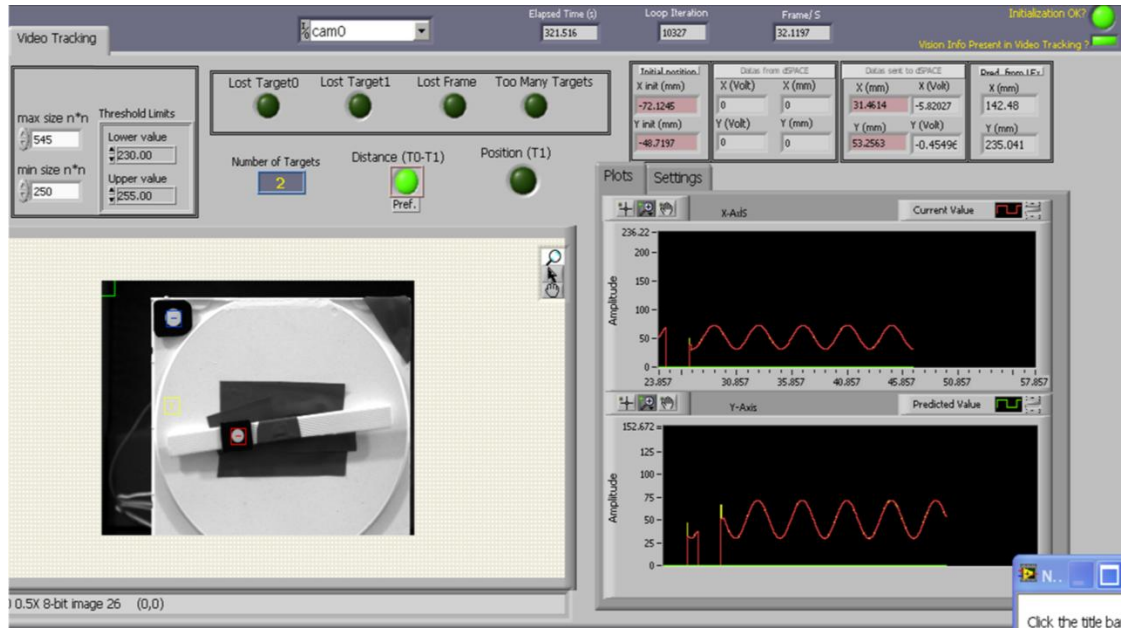 Video Tracking
I/O cam0
Elapsed Time (s)
321.516
Loop Iteration
10327
Frame/ S
32.1197
Initialization OK?
Vision Info Present in Video Tracking ?
max size n*n
545
min size n*n
250
Threshold Limits
Lower value
230.00
Upper value
255.00
Lost Target0
Lost Target1
Lost Frame
Too Many Targets
Number of Targets
2
Distance (T0-T1)
Pref.
Position (T1)
Initial position
X init (mm)
-72.1246
Y init (mm)
-48.7197
Datas from dSPACE
X (Volt) X (mm)
0 0
Y (Volt) Y (mm)
0 0
Datas sent to dSPACE
X (mm) X (Volt)
31.4614 -5.82027
Y (mm) Y (Volt)
53.2563 -0.4549
Pred. from
X (mm)
142.48
Y (mm)
235.041
Plots Settings
X-Axis
Current Value
Amplitude
236.22
200
150
100
50
0
23.857 30.857 35.857 40.857 45.857 50.857 57.857
Y-Axis
Predicted Value
Amplitude
152.672
125
100
75
50
25
0
0.5X 8-bit image 26 (0,0)
N..
Click the title ba